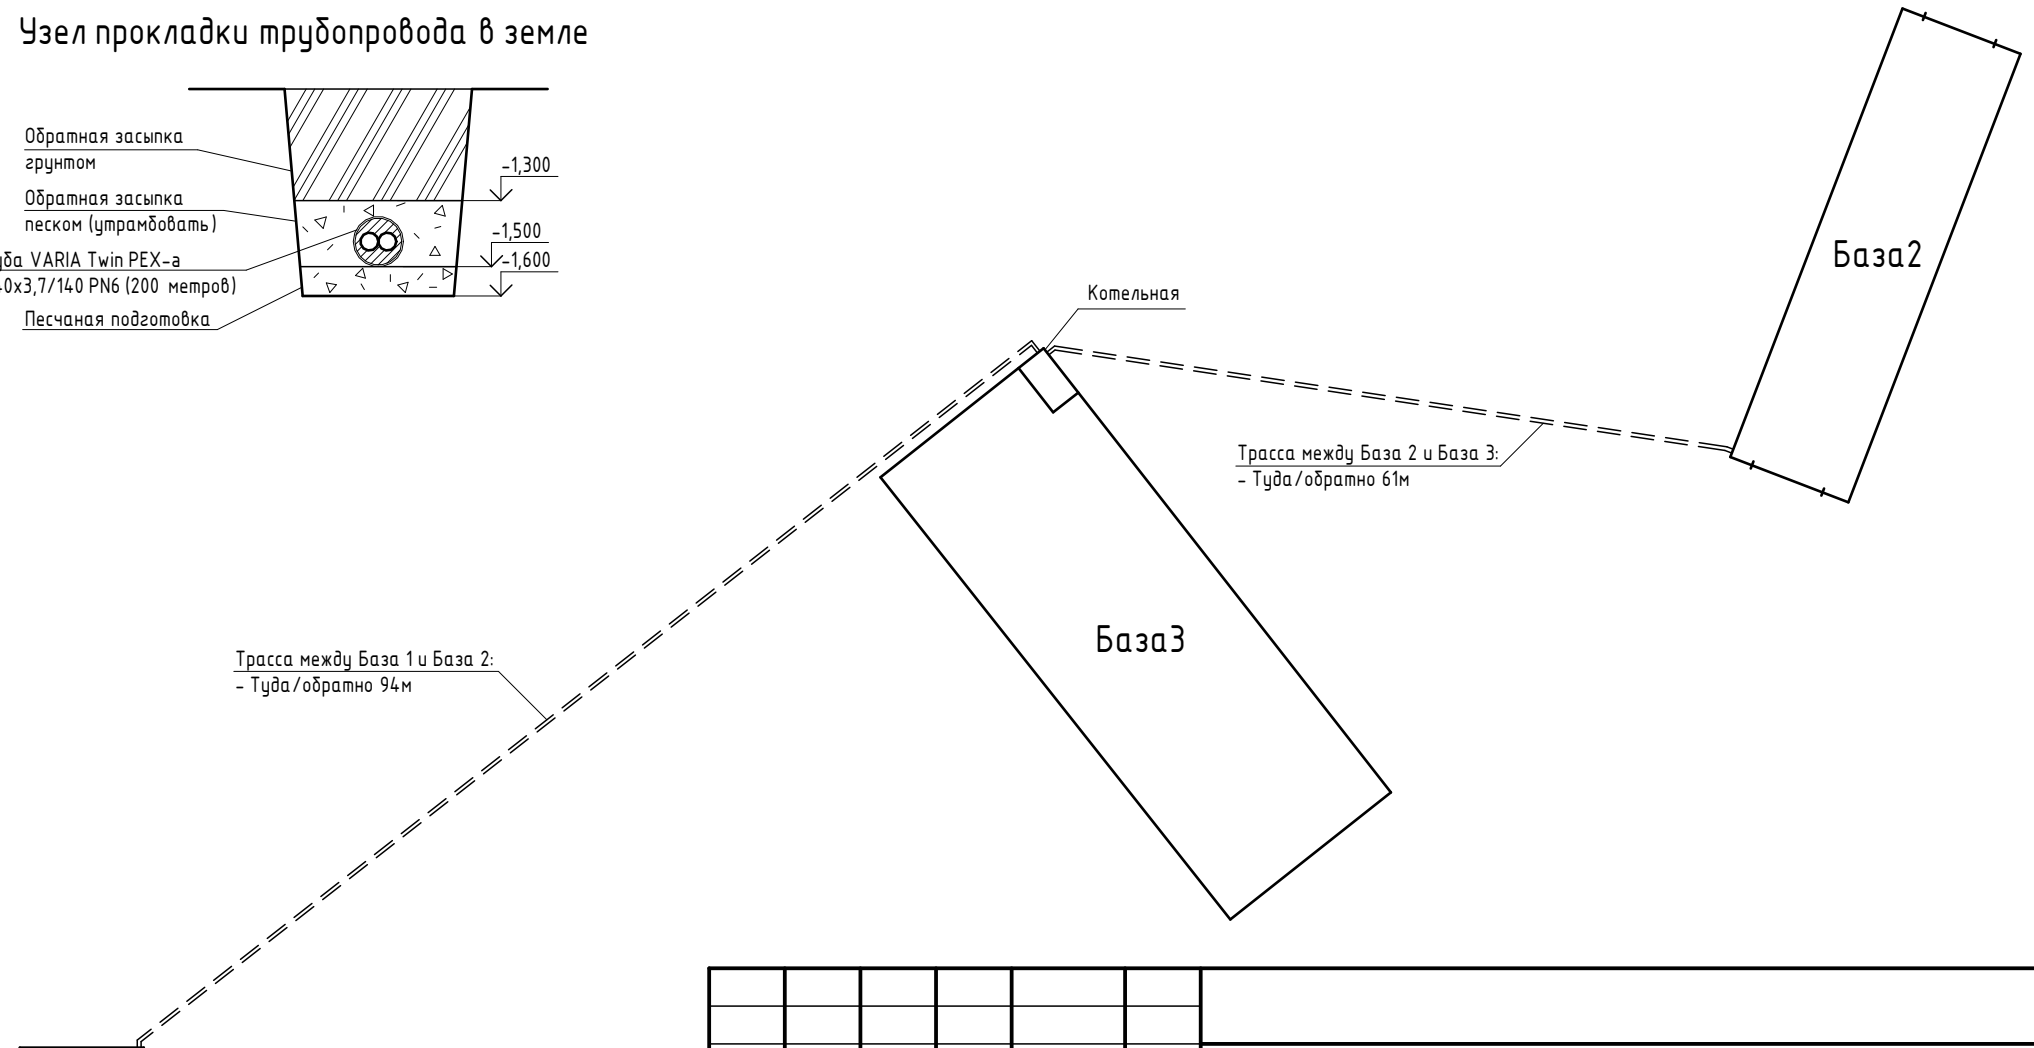 Узел прокладки трубопровода в земле
Обратная засыпка
грунтом
Обратная засыпка
песком (утрамбовать)
VARIA Twin PEX-a
PN6 (200 метров)
Песчаная подготовка
-1,300
-1,500
-1,600
Котельная
База2
Трасса между База 2 и База 3:
- Туда/обратно 61м
База3
Трасса между База 1 и База 2:
- Туда/обратно 94м